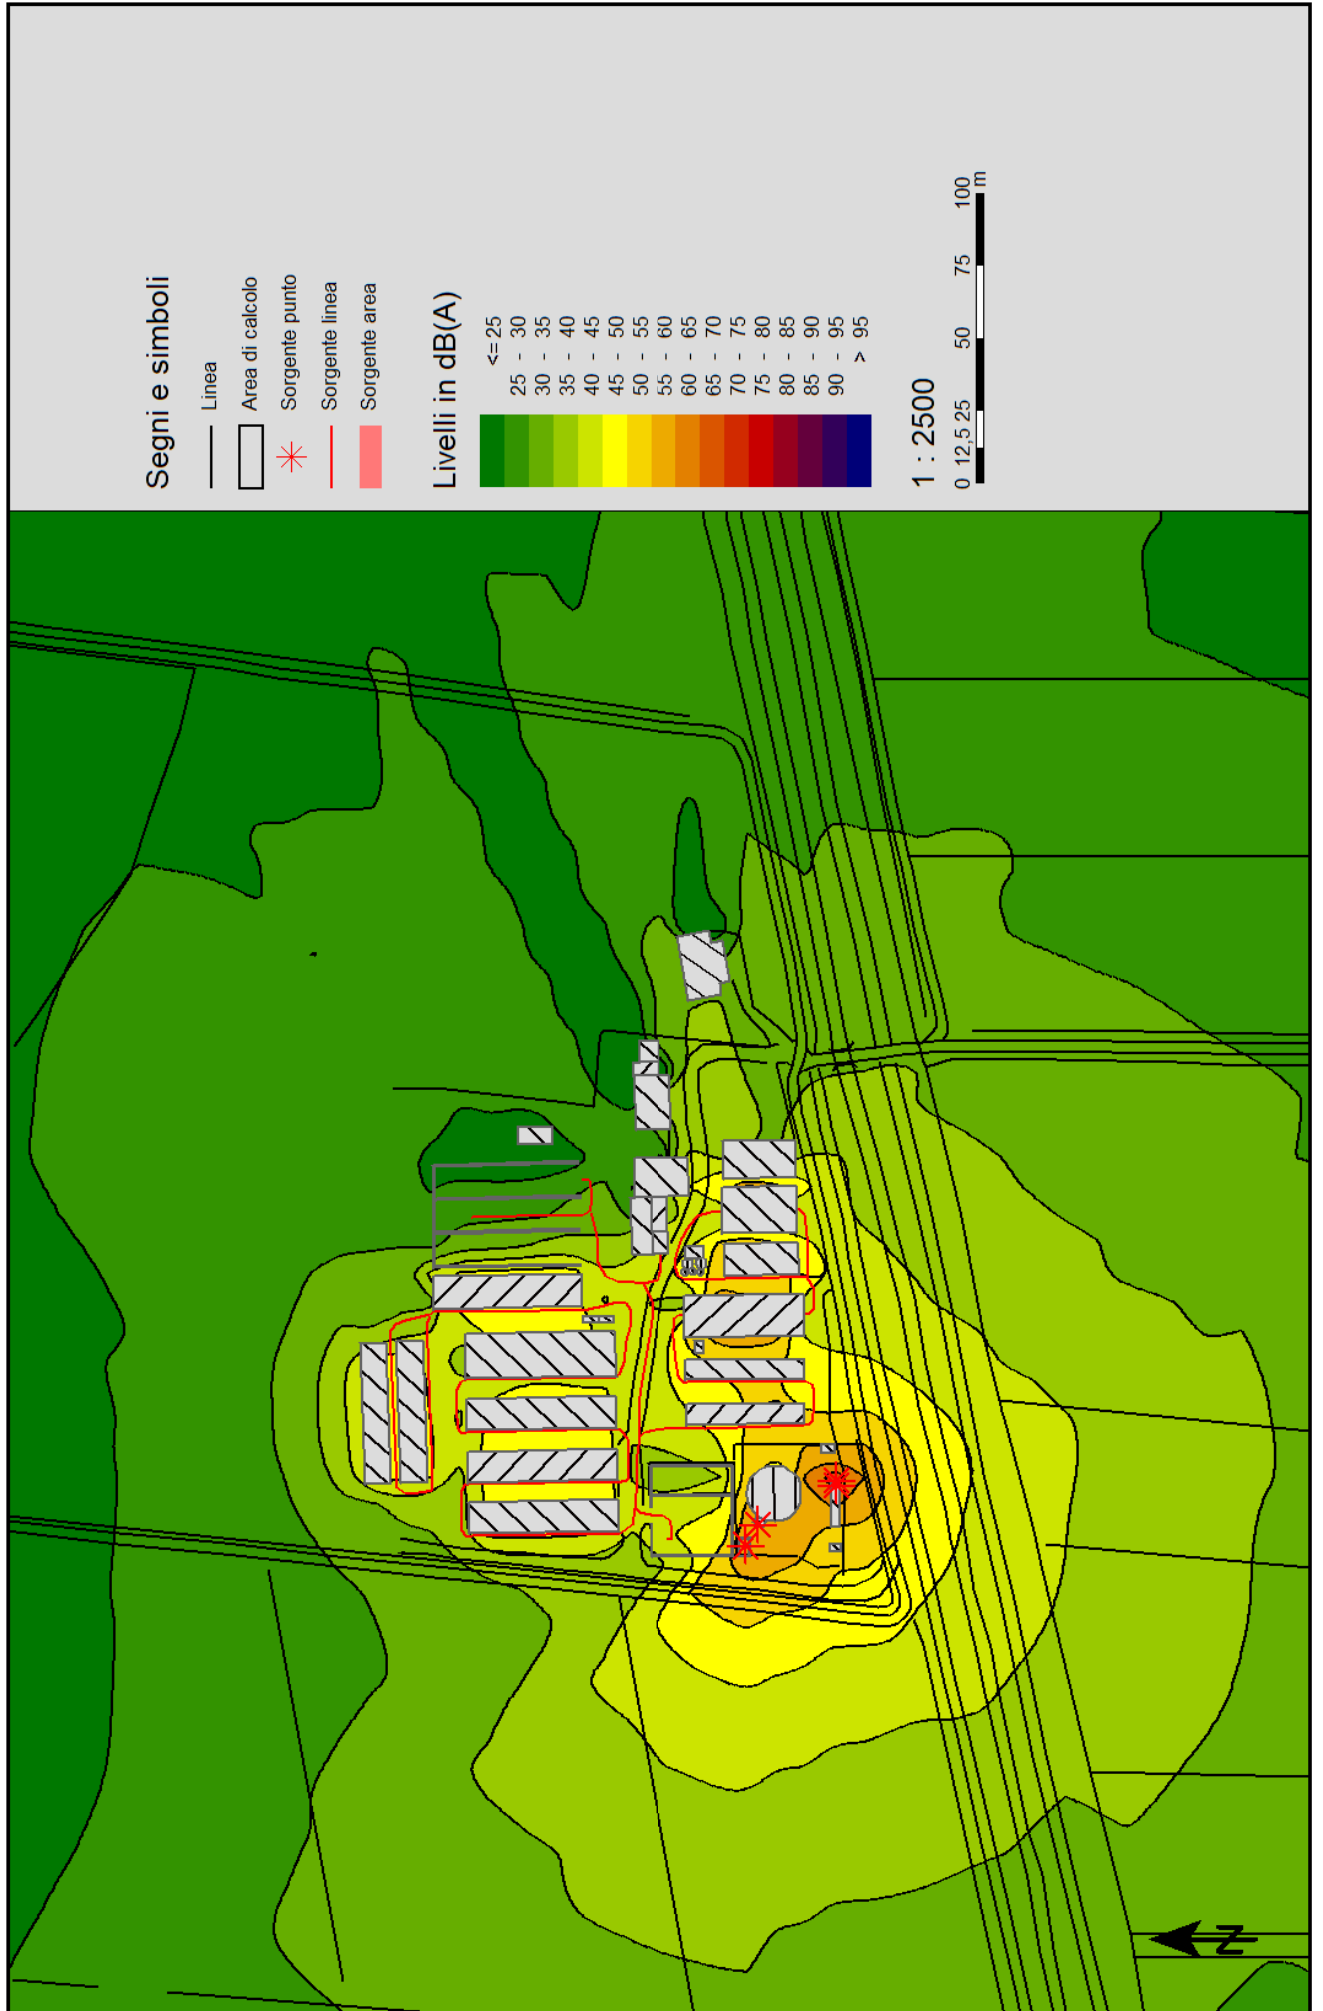 Segni e simboli
Linea
Area di calcolo
Sorgente punto
Sorgente linea
Sorgente area
Livelli in dB(A)
<= 25
25 - 30
30 - 35
35 - 40
40 - 45
45 - 50
50 - 55
55 - 60
60 - 65
65 - 70
70 - 75
75 - 80
80 - 85
85 - 90
90 - 95
> 95
1 : 2500
0 12,5 25 50 75 100
m
N